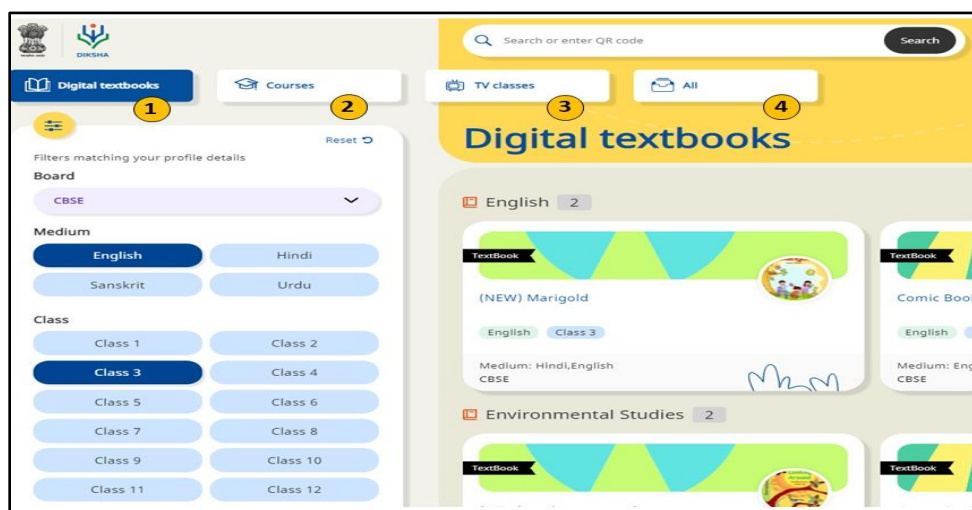 DIKSHA
Search or enter QR code
Search
Digital textbooks
Courses
TV classes
All
1
2
3
4
Reset
Filters matching your profile details
Board
CBSE
Medium
English
Hindi
Sanskrit
Urdu
Class
Class 1
Class 2
Class 3
Class 4
Class 5
Class 6
Class 7
Class 8
Class 9
Class 10
Class 11
Class 12
Digital textbooks
English 2
TextBook
(NEW) Marigold
English
Class 3
Medium: Hindi,English
CBSE
TextBook
Comic Boo
English
Medium: Eng
CBSE
Environmental Studies 2
TextBook
TextBook